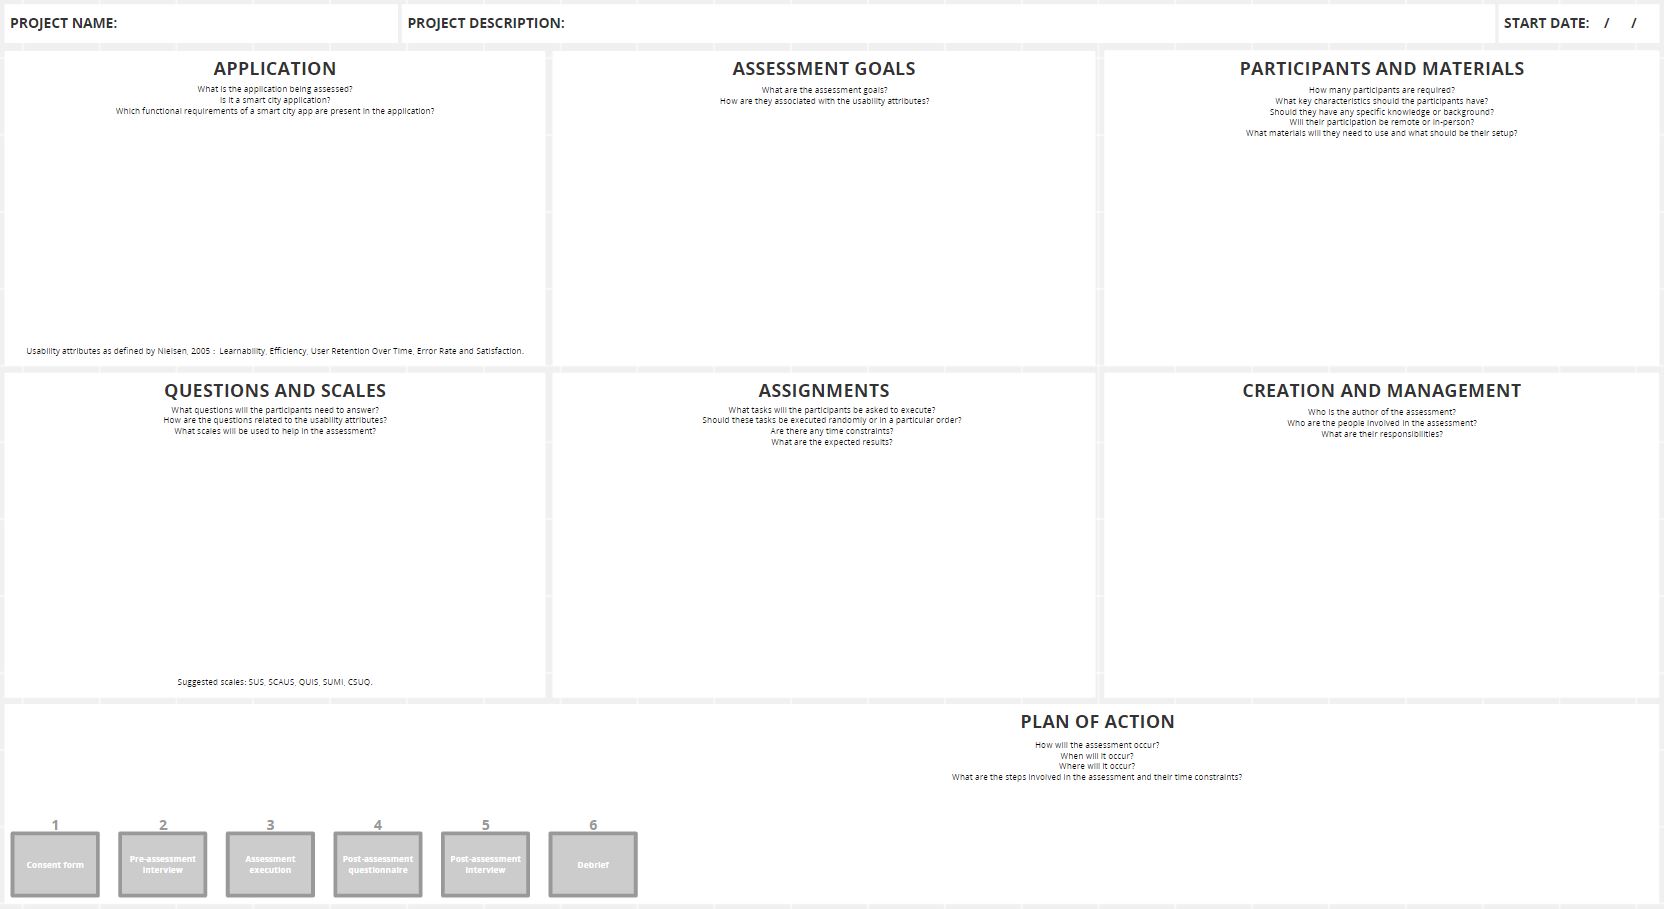 PROJECT NAME:
PROJECT DESCRIPTION:
START DATE: / /
APPLICATION
What is the application being assessed?
Is it a smart city application?
Which functional requirements of a smart city app are present in the application?
Usability attributes as defined by Nielsen, 2005 : Learnability, Efficiency, User Retention Over Time, Error Rate and Satisfaction.
ASSESSMENT GOALS
What are the assessment goals?
How are they associated with the usability attributes?
PARTICIPANTS AND MATERIALS
How many participants are required?
What key characteristics should the participants have?
Should they have any specific knowledge or background?
Will their participation be remote or in-person?
What materials will they need to use and what should be their setup?
QUESTIONS AND SCALES
What questions will the participants need to answer?
How are the questions related to the usability attributes?
What scales will be used to help in the assessment?
Suggested scales: SUS, SCAUS, QUIS, SUMI, CSUQ.
ASSIGNMENTS
What tasks will the participants be asked to execute?
Should these tasks be executed randomly or in a particular order?
Are there any time constraints?
What are the expected results?
CREATION AND MANAGEMENT
Who is the author of the assessment?
Who are the people involved in the assessment?
What are their responsibilities?
PLAN OF ACTION
How will the assessment occur?
When will it occur?
Where will it occur?
What are the steps involved in the assessment and their time constraints?
1
Consent form
2
Pre-assessment
interview
3
Assessment
execution
4
Post-assessment
questionnaire
5
Post-assessment
interview
6
Debrief